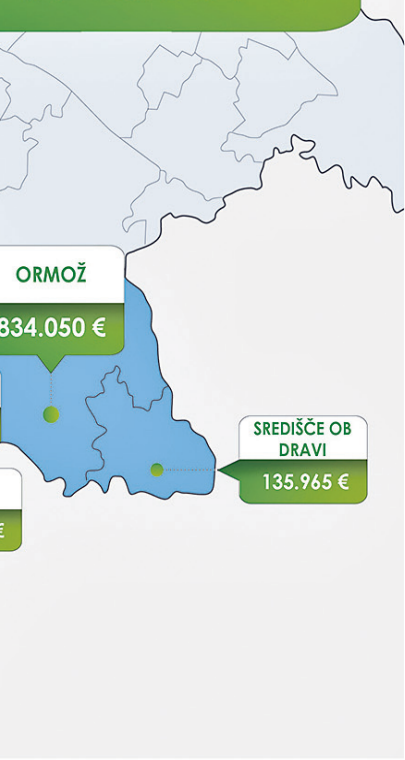 ORMOŽ
834.050 €
SREDIŠČE OB
DRAVI
135.965 €
€